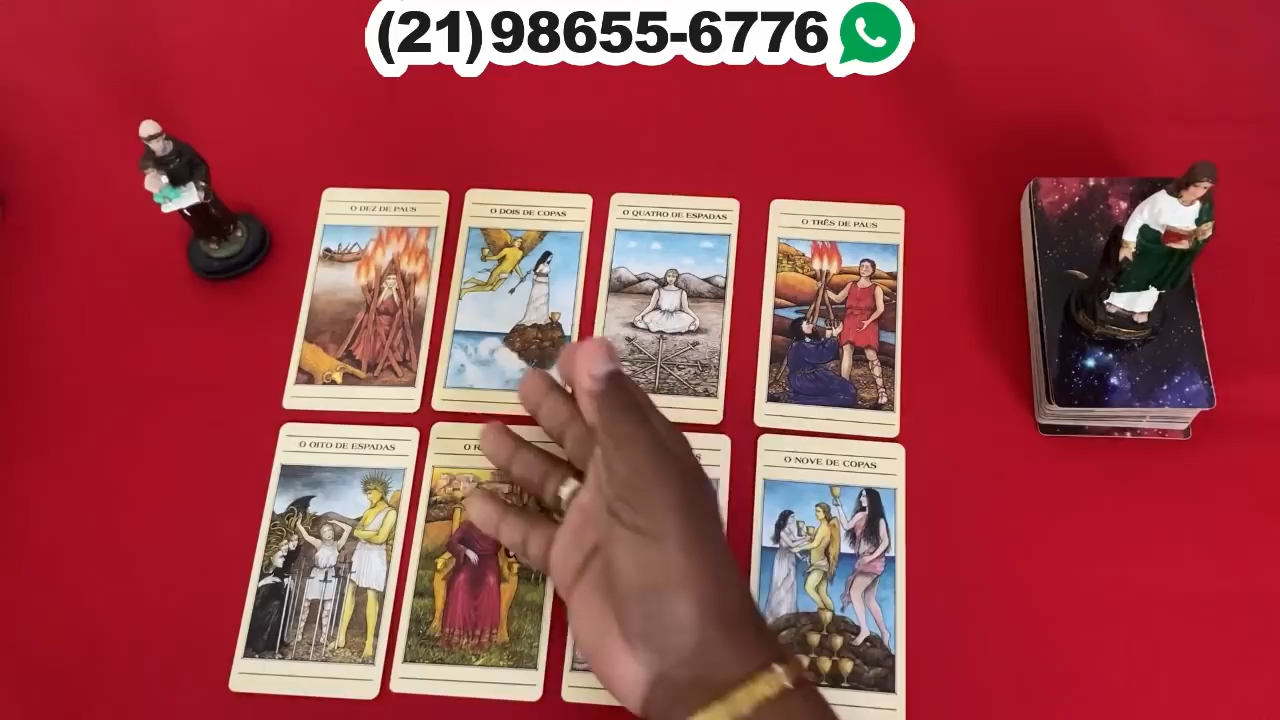 (21)98655-6776
O DEZ DE PAUS
O DOIS DE COPAS
O QUATRO DE ESPADAS
O TRÊS DE PAUS
O OITO DE ESPADAS
O
O NOVE DE COPAS